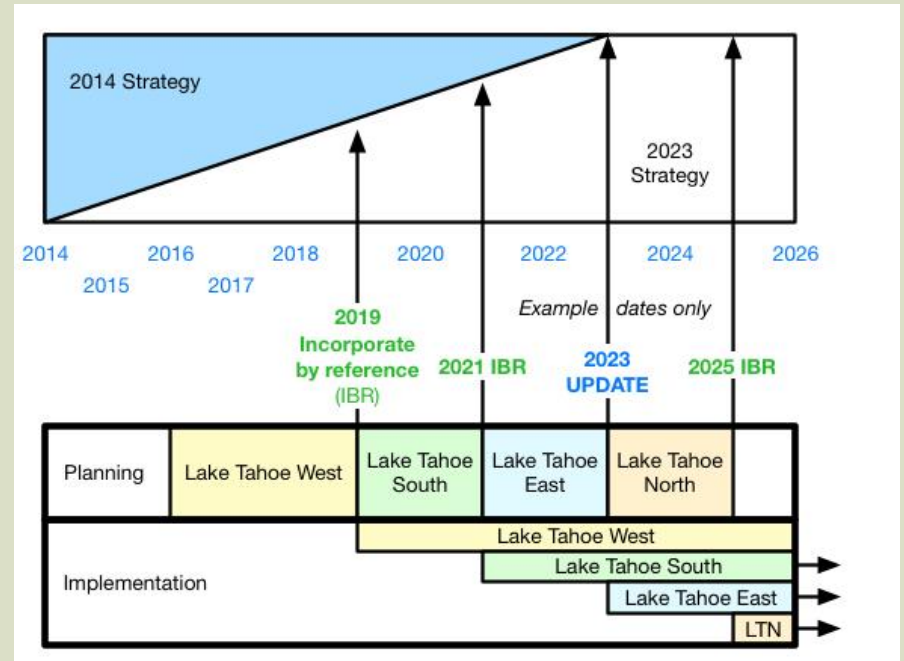 2014 Strategy
2023
Strategy
2014
2016
2018
2020
2022
2024
2026
2015
2017
Example dates only
2019
Incorporate
by reference
(IBR)
2021 IBR
2023
UPDATE
2025 IBR
Planning
Lake Tahoe West
Lake Tahoe
South
Lake Tahoe
East
Lake Tahoe
North
Implementation
Lake Tahoe West
Lake Tahoe South
Lake Tahoe East
LTN